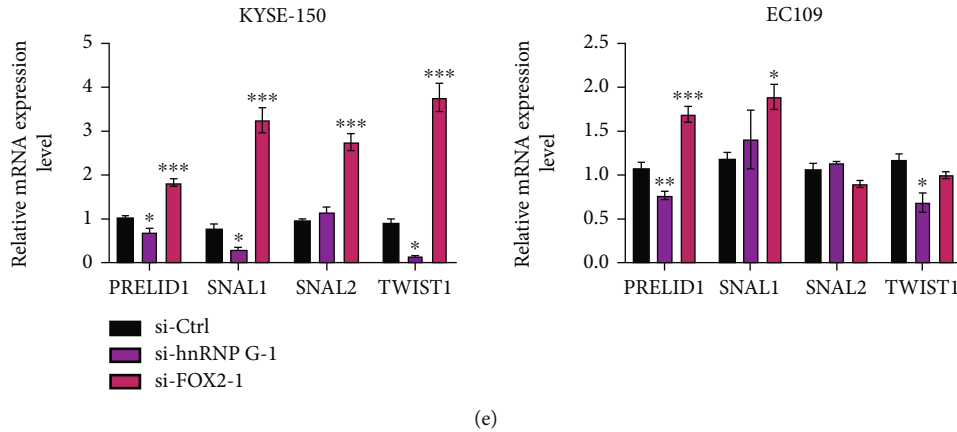 KYSE-150
Relative mRNA expression
level
5
4
3
2
1
0
***
*
***
*
***
***
*
PRELID1 SNAL1 SNAL2 TWIST1
si-Ctrl
si-hnRNP G-1
si-FOX2-1
EC109
Relative mRNA expression
level
2.5
2.0
1.5
1.0
0.5
0.0
***
**
*
*
PRELID1 SNAL1 SNAL2 TWIST1
(e)